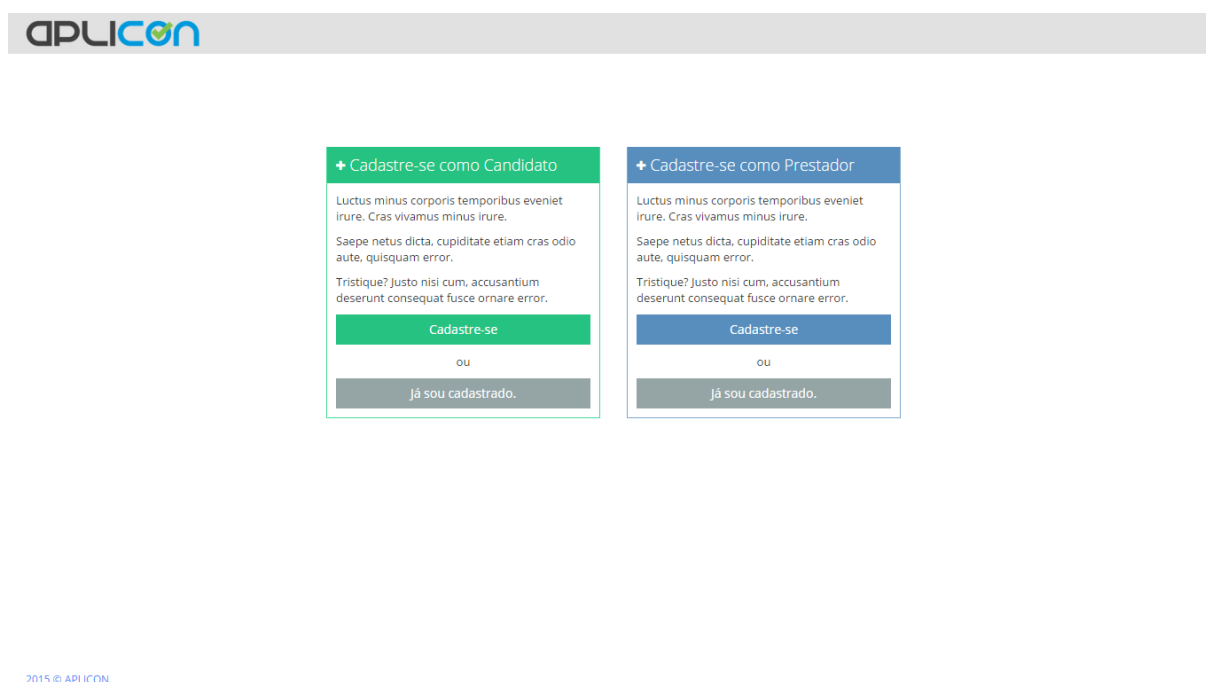 APLICON
Cadastre-se como Candidato
Luctus minus corporis temporibus eveniet
irure. Cras vivamus minus irure.
Saepe netus dicta, cupiditate etiam cras odio
aute, quisquam error.
Tristique? Justo nisi cum, accusantium
deserunt consequat fusce ornare error.
Cadastre-se
ou
Já sou cadastrado.
Cadastre-se como Prestador
Luctus minus corporis temporibus eveniet
irure. Cras vivamus minus irure.
Saepe netus dicta, cupiditate etiam cras odio
aute, quisquam error.
Tristique? Justo nisi cum, accusantium
deserunt consequat fusce ornare error.
Cadastre-se
ou
Já sou cadastrado.
2015 © APLICON